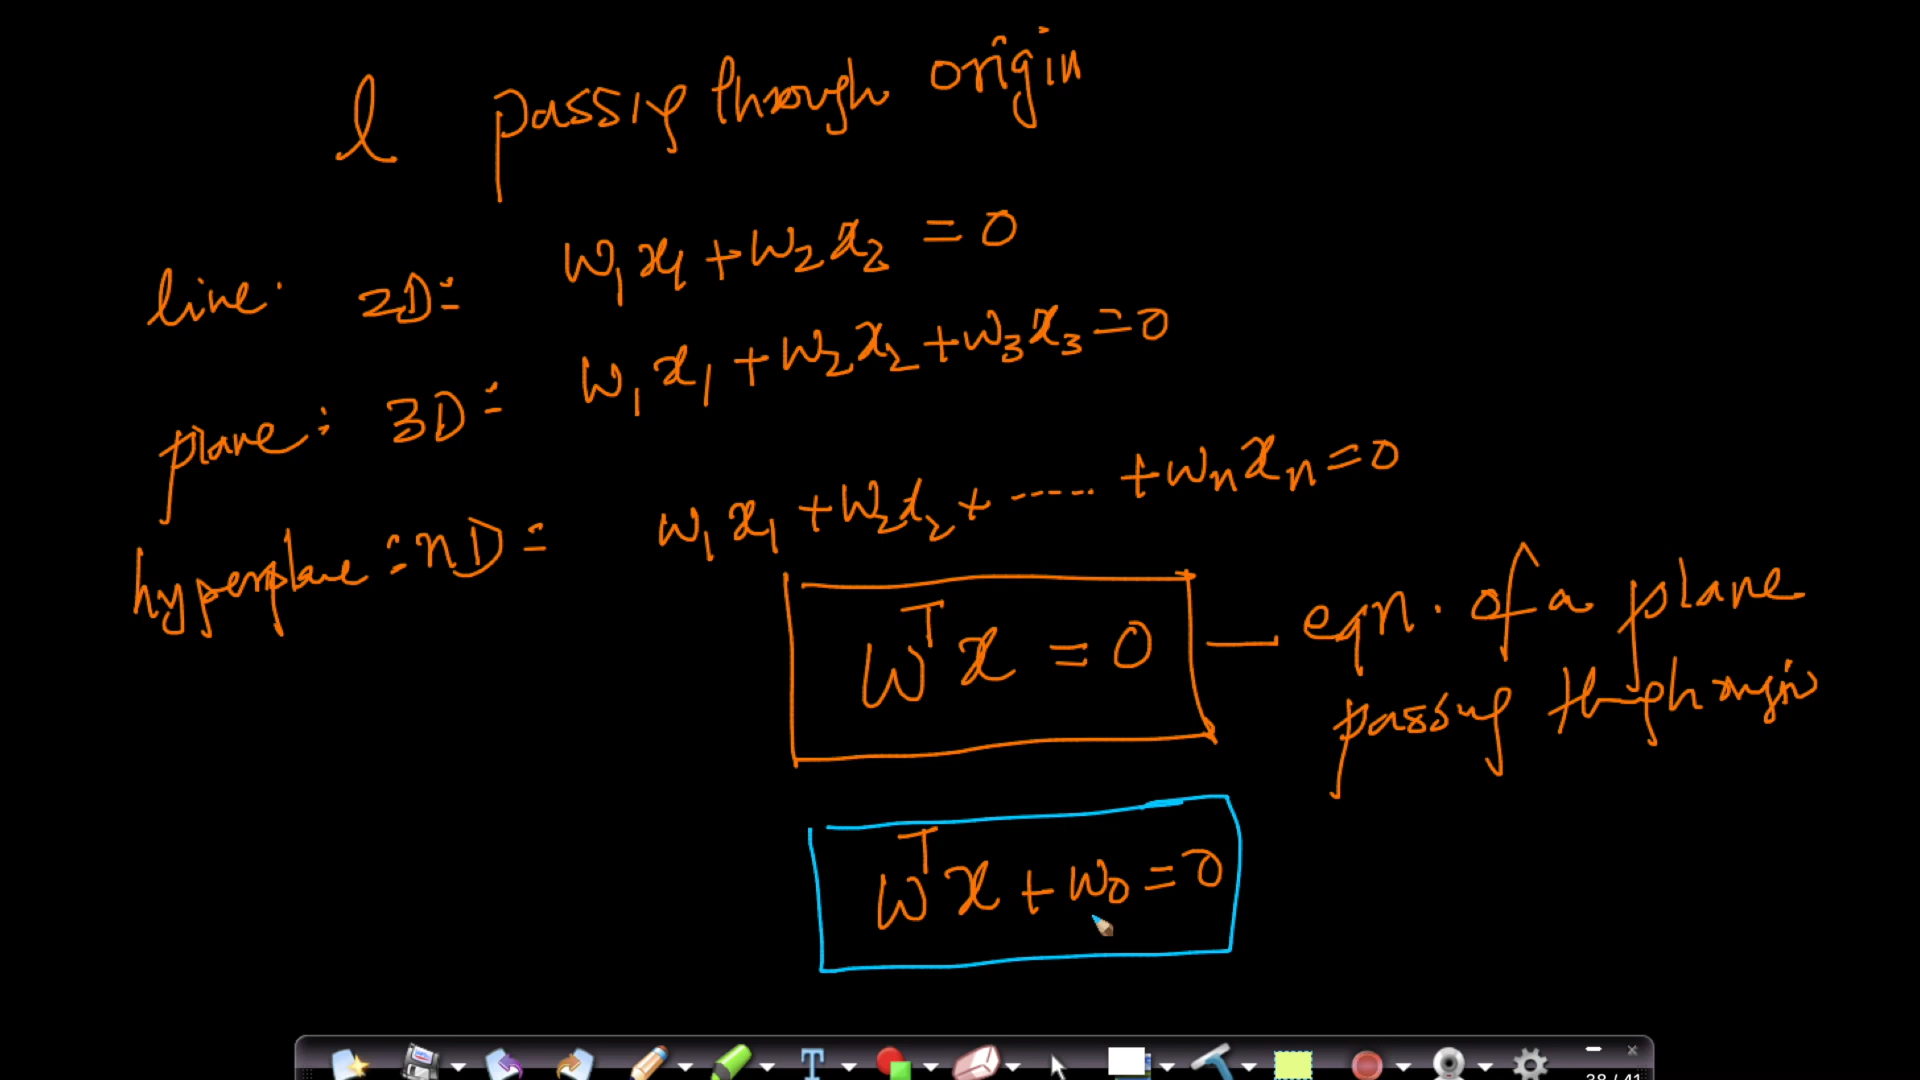 l passing through origin
line: 2D: w₁x₁ + w₂x₂ = 0
plane: 3D: w₁x₁ + w₂x₂ + w₃x₃ = 0
hyperplane: nD: w₁x₁ + w₂x₂ + ...... + wₙxₙ = 0
wᵀx = 0 — eqn. of a plane
passing through origin
wᵀx + w₀ = 0